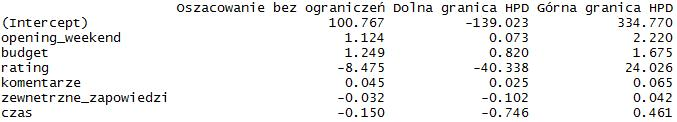 Oszacowanie bez ograniczeń Dolna granica HPD Górna granica HPD
(Intercept) 100.767 -139.023 334.770
opening_weekend 1.124 0.073 2.220
budget 1.249 0.820 1.675
rating -8.475 -40.338 24.026
komentarze 0.045 0.025 0.065
zewnetrzne_zapowiedzi -0.032 -0.102 0.042
czas -0.150 -0.746 0.461